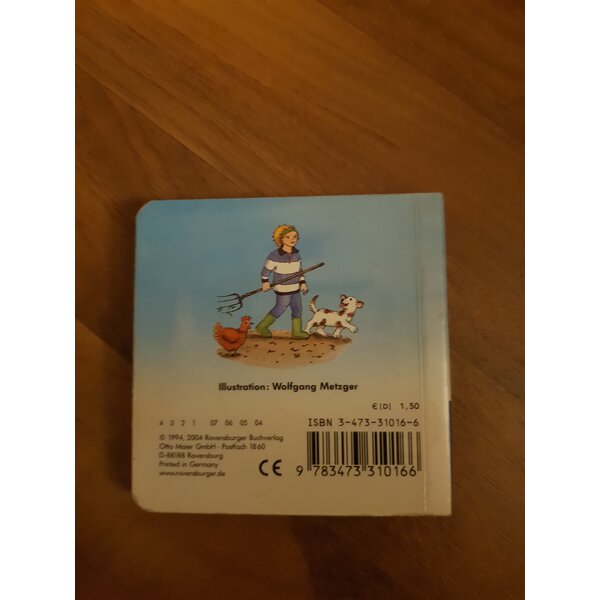 Illustration: Wolfgang Metzger
€ (D) 1,50
4 3 2 1 07 06 05 04
ISBN 3-473-31016-6
© 1994, 2004 Ravensburger Buchverlag
Otto Maier GmbH · Postfach 18 60
D-88188 Ravensburg
Printed in Germany
www.ravensburger.de
CE
9 783473 310166